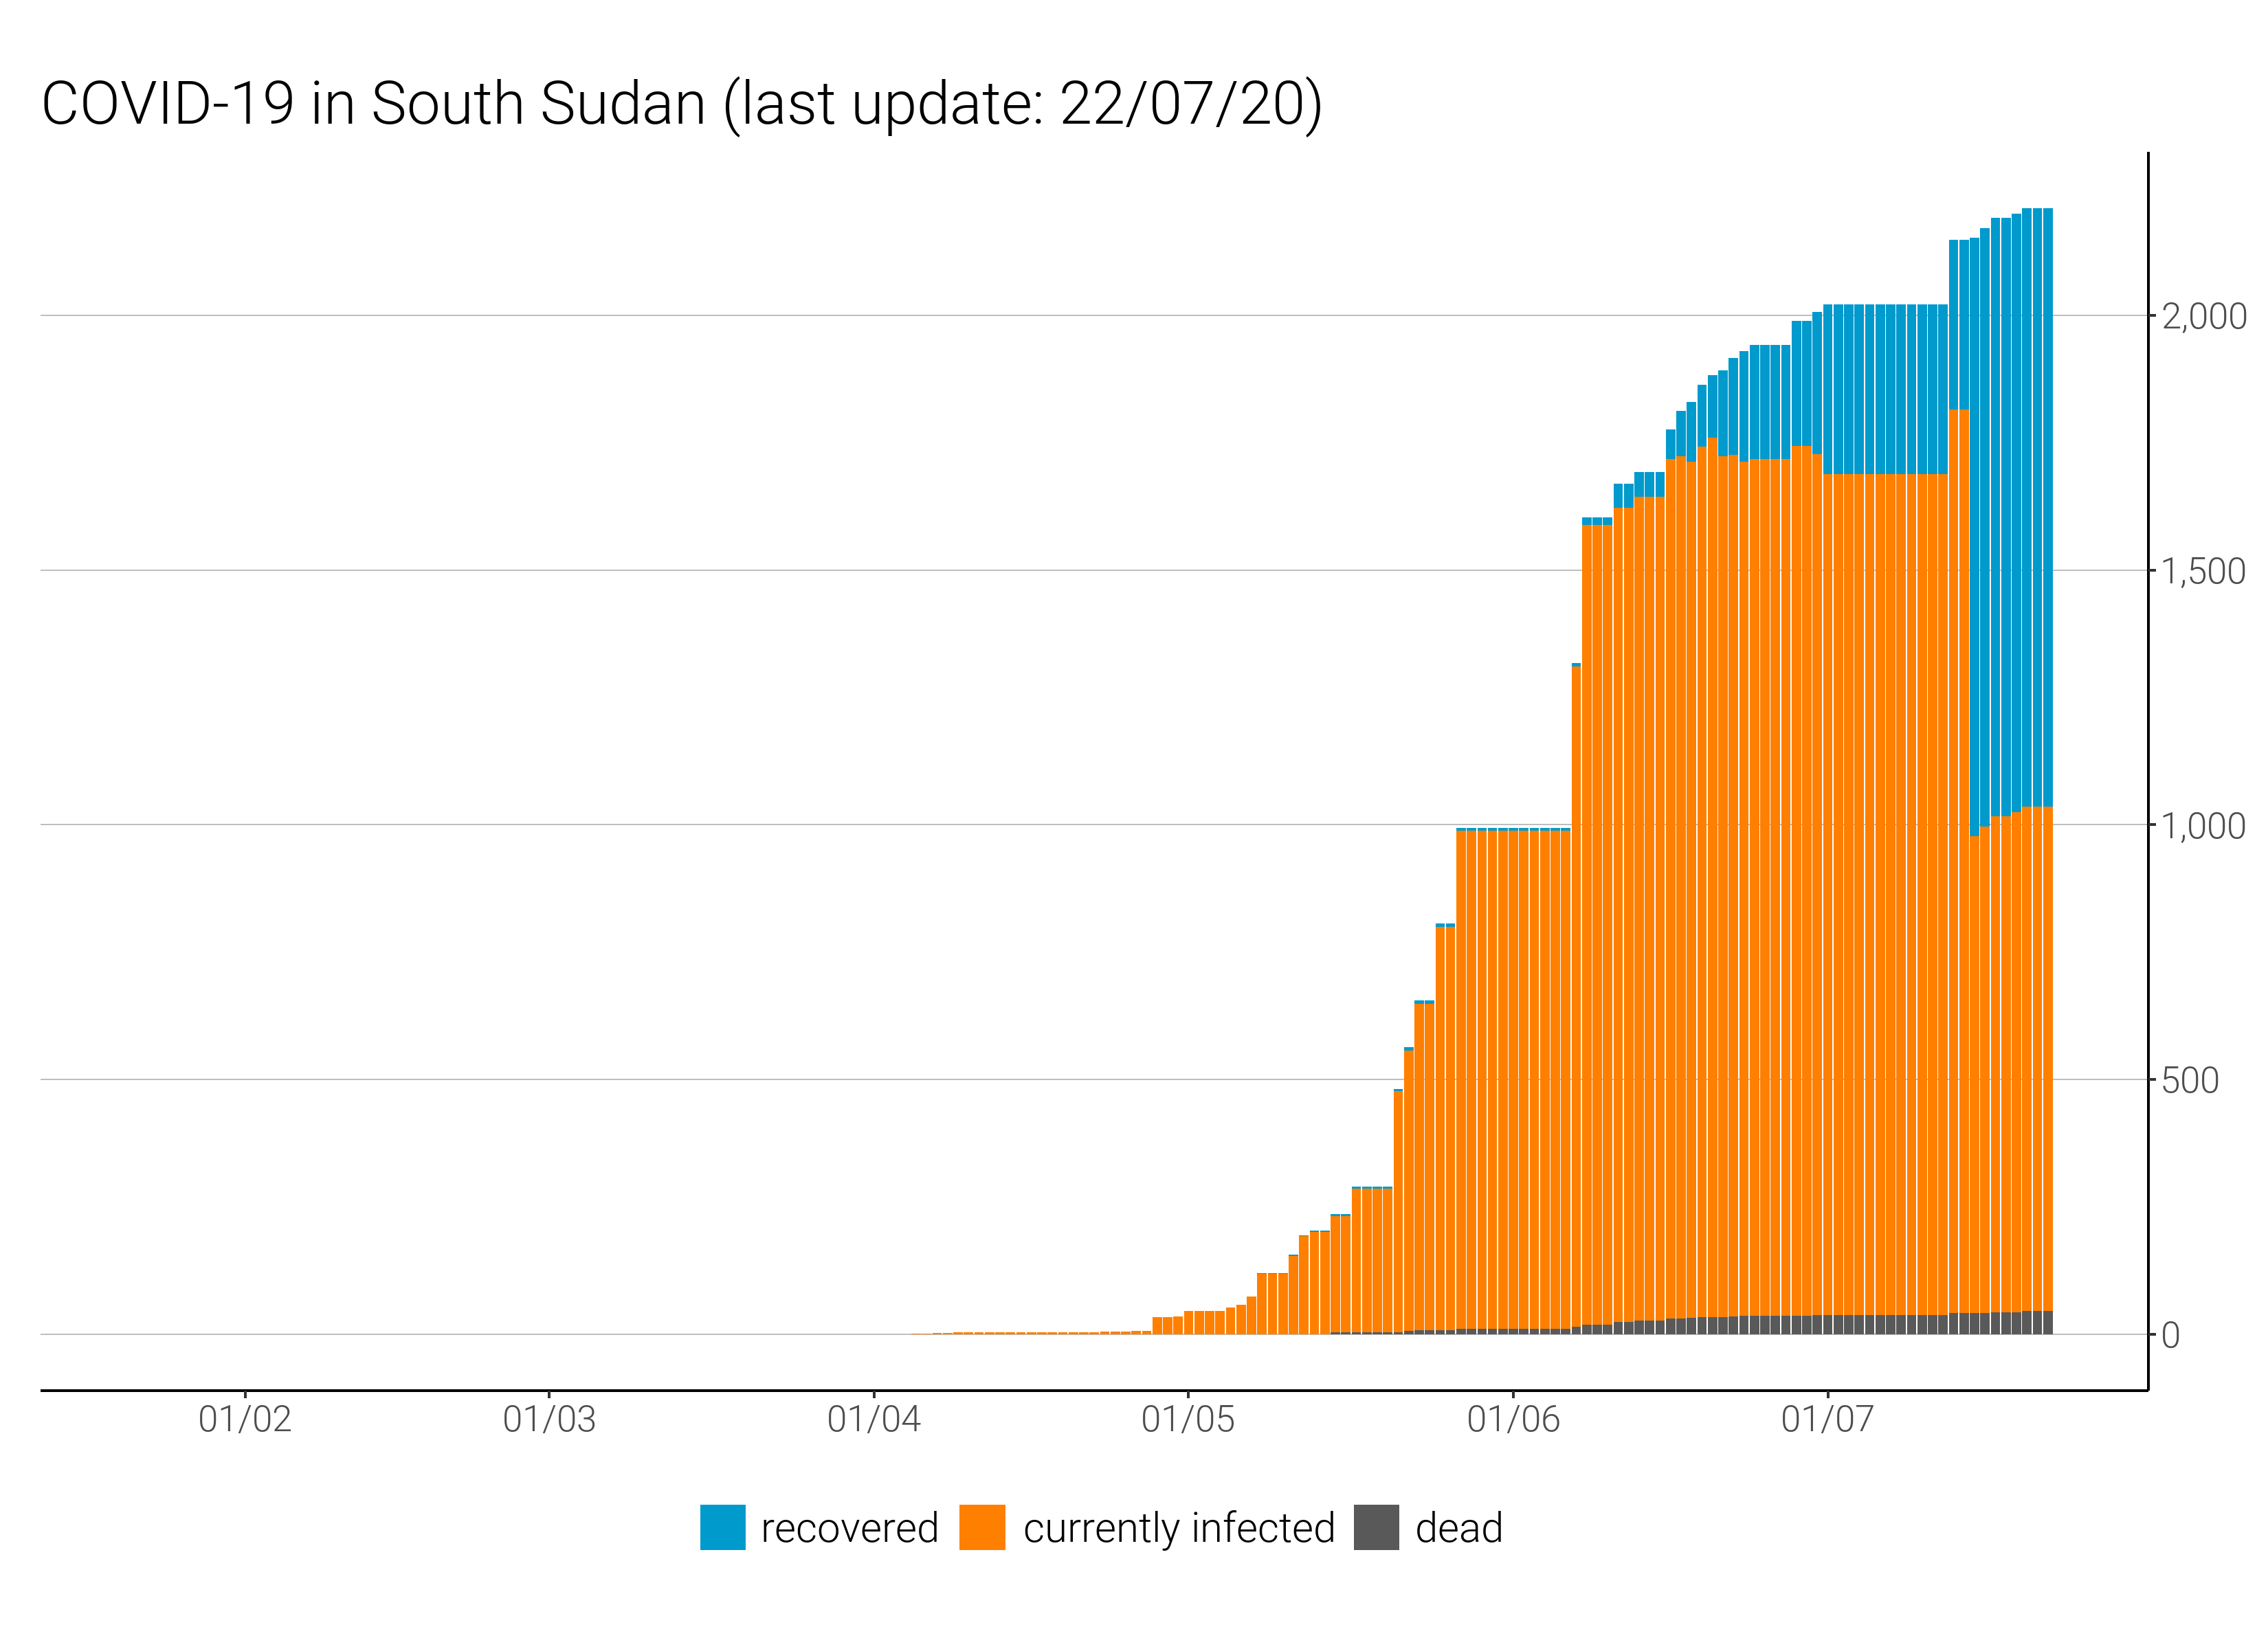 COVID-19 in South Sudan (last update: 22/07/20)
2,000
1,500
1,000
500
0
01/02 01/03 01/04 01/05 01/06 01/07
recovered currently infected dead